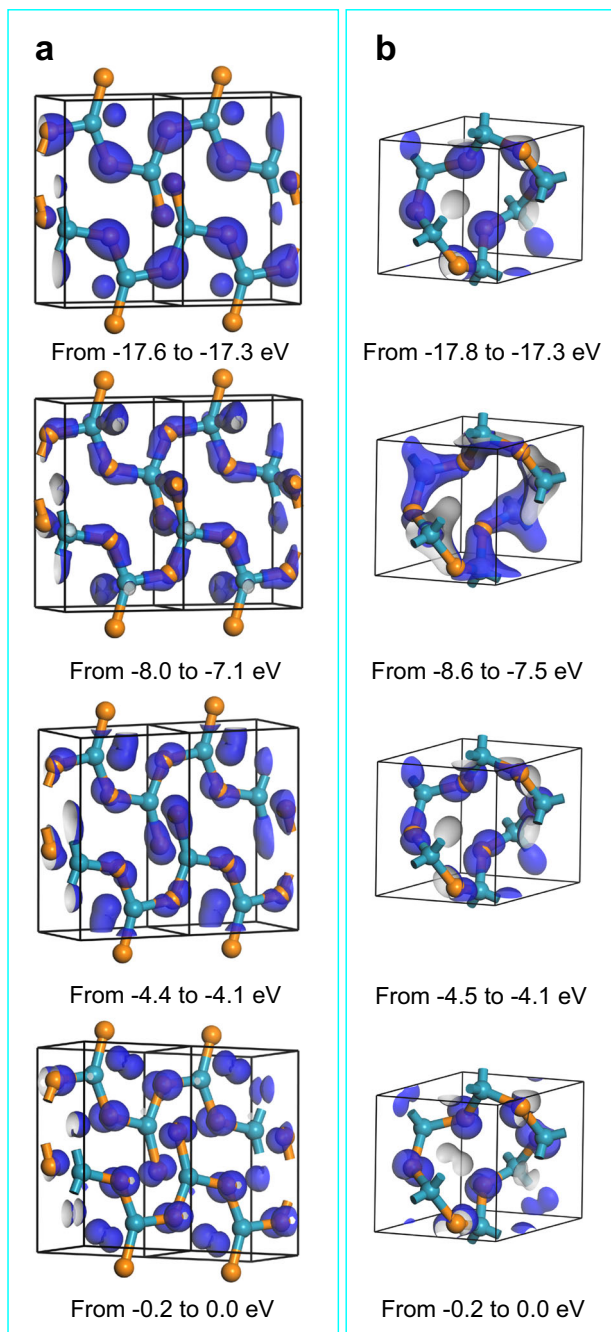 a
b
From -17.6 to -17.3 eV
From -17.8 to -17.3 eV
From -8.0 to -7.1 eV
From -8.6 to -7.5 eV
From -4.4 to -4.1 eV
From -4.5 to -4.1 eV
From -0.2 to 0.0 eV
From -0.2 to 0.0 eV